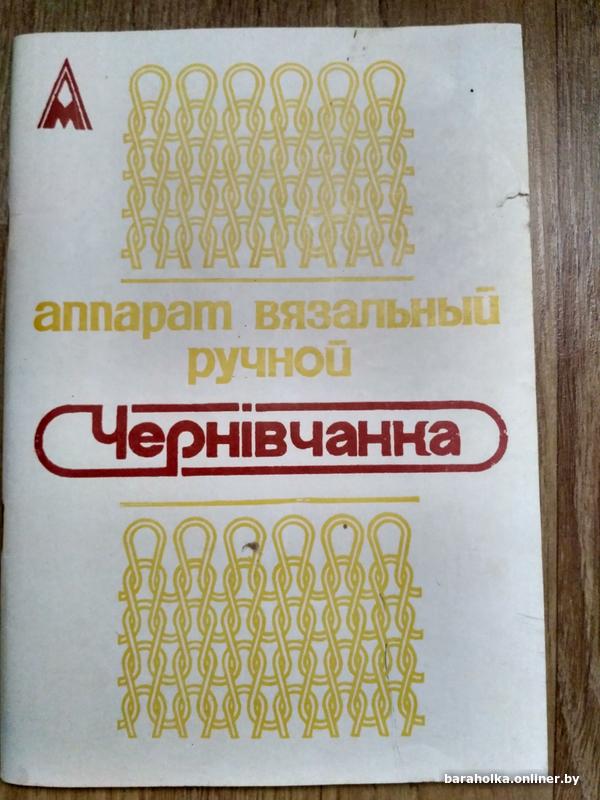 аппарат вязальный
ручной
Чернівчанка
baraholka.onliner.by